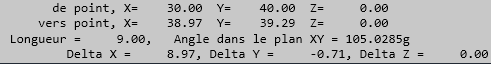 de point, X= 30.00 Y= 40.00 Z= 0.00
vers point, X= 38.97 Y= 39.29 Z= 0.00
Longueur = 9.00, Angle dans le plan XY = 105.0285g
Delta X = 8.97, Delta Y = -0.71, Delta Z = 0.00